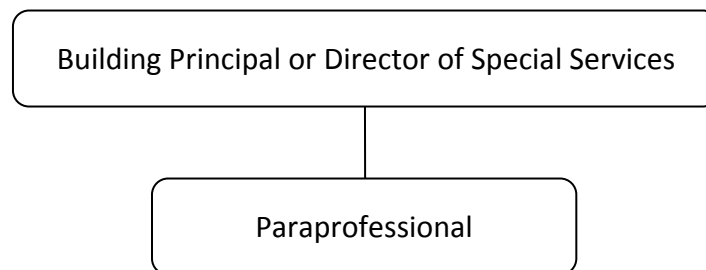 Building Principal or Director of Special Services
Paraprofessional